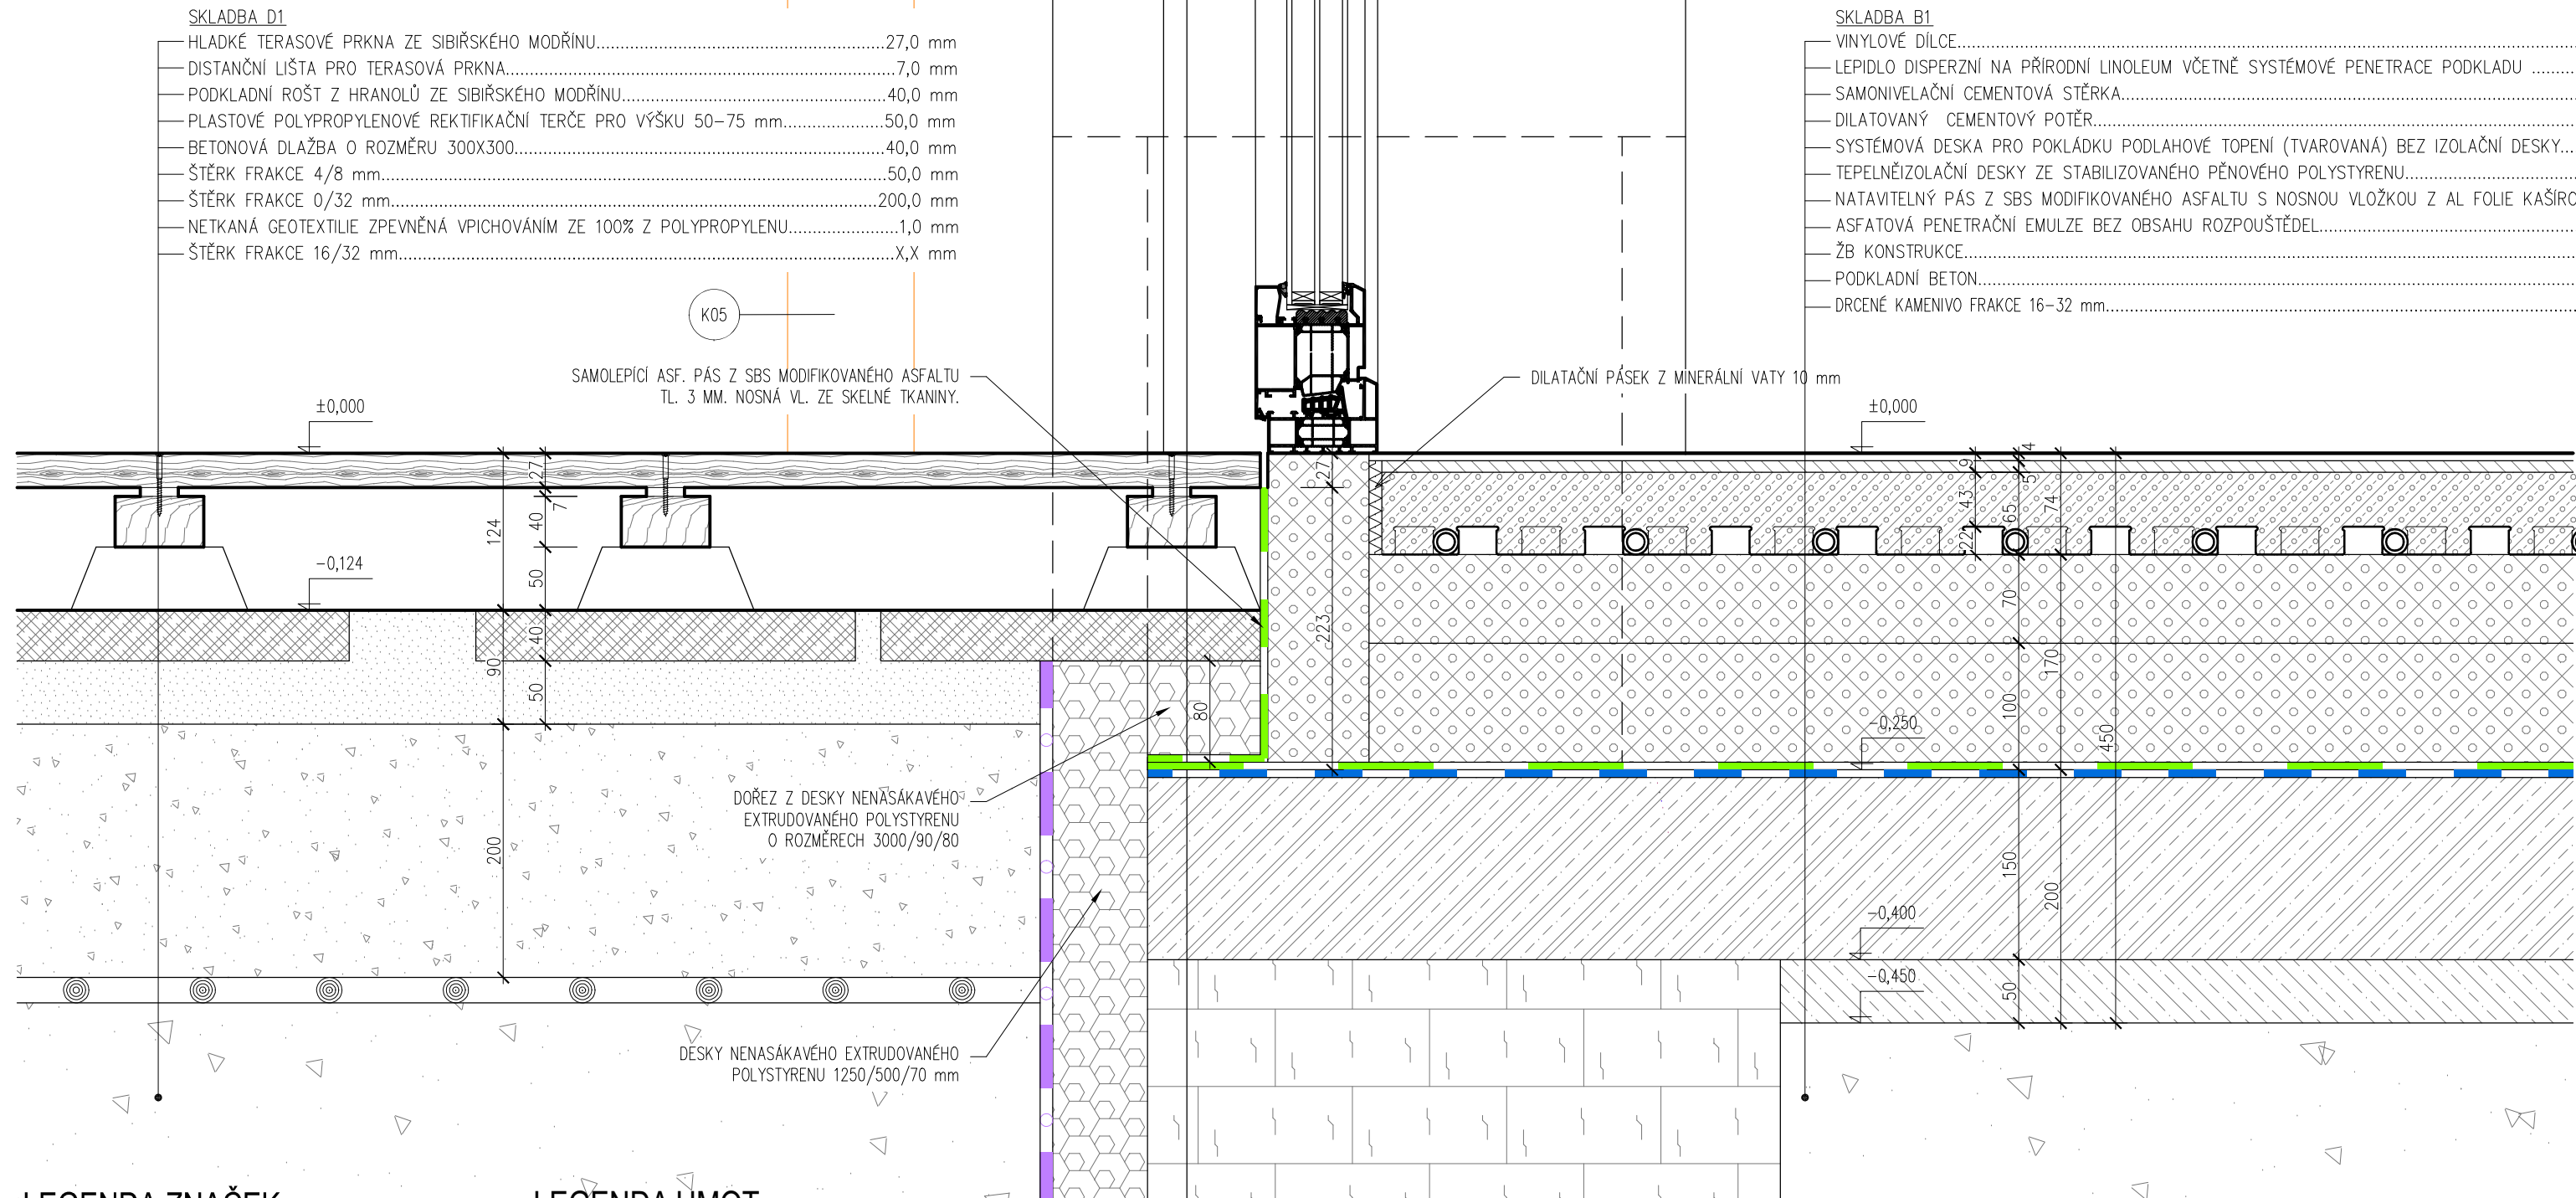 SKLADBA D1
HLADKÉ TERASOVÉ PRKNA ZE SIBIŘSKÉHO MODŘÍNU..........27,0 mm
DISTANČNÍ LIŠTA PRO TERASOVÁ PRKNA..........7,0 mm
PODKLADNÍ ROŠT Z HRANOLŮ ZE SIBIŘSKÉHO MODŘÍNU..........40,0 mm
PLASTOVÉ POLYPROPYLENOVÉ REKTIFIKAČNÍ TERČE PRO VÝŠKU 50-75 mm..........50,0 mm
BETONOVÁ DLAŽBA O ROZMĚRU 300X300..........40,0 mm
ŠTĚRK FRAKCE 4/8 mm..........50,0 mm
ŠTĚRK FRAKCE 0/32 mm..........200,0 mm
NETKANÁ GEOTEXTILIE ZPEVNĚNÁ VPICHOVÁNÍM ZE 100% Z POLYPROPYLENU..........1,0 mm
ŠTĚRK FRAKCE 16/32 mm..........X,X mm
SKLADBA B1
VINYLOVÉ DÍLCE..........
LEPIDLO DISPERZNÍ NA PŘÍRODNÍ LINOLEUM VČETNĚ SYSTÉMOVÉ PENETRACE PODKLADU ..........
SAMONIVELAČNÍ CEMENTOVÁ STĚRKA..........
DILATOVANÝ CEMENTOVÝ POTĚR..........
SYSTÉMOVÁ DESKA PRO POKLÁDKU PODLAHOVÉ TOPENÍ (TVAROVANÁ) BEZ IZOLAČNÍ DESKY...
TEPELNĚIZOLAČNÍ DESKY ZE STABILIZOVANÉHO PĚNOVÉHO POLYSTYRENU..........
NATAVITELNÝ PÁS Z SBS MODIFIKOVANÉHO ASFALTU S NOSNOU VLOŽKOU Z AL FOLIE KAŠÍRO
ASFATOVÁ PENETRAČNÍ EMULZE BEZ OBSAHU ROZPOUŠTĚDEL..........
ŽB KONSTRUKCE..........
PODKLADNÍ BETON..........
DRCENÉ KAMENIVO FRAKCE 16-32 mm..........
K05
SAMOLEPÍCÍ ASF. PÁS Z SBS MODIFIKOVANÉHO ASFALTU
TL. 3 MM. NOSNÁ VL. ZE SKELNÉ TKANINY.
DILATAČNÍ PÁSEK Z MINERÁLNÍ VATY 10 mm
±0,000
±0,000
-0,124
124
27
7
40
50
40
90
50
200
27
223
80
9
4
5
43
65
74
22
70
170
100
450
-0,250
150
200
-0,400
-0,450
50
DOŘEZ Z DESKY NENASÁKAVÉHO
EXTRUDOVANÉHO POLYSTYRENU
O ROZMĚRECH 3000/90/80
DESKY NENASÁKAVÉHO EXTRUDOVANÉHO
POLYSTYRENU 1250/500/70 mm
LEGENDA ZNAČEK
LEGENDA HMOT